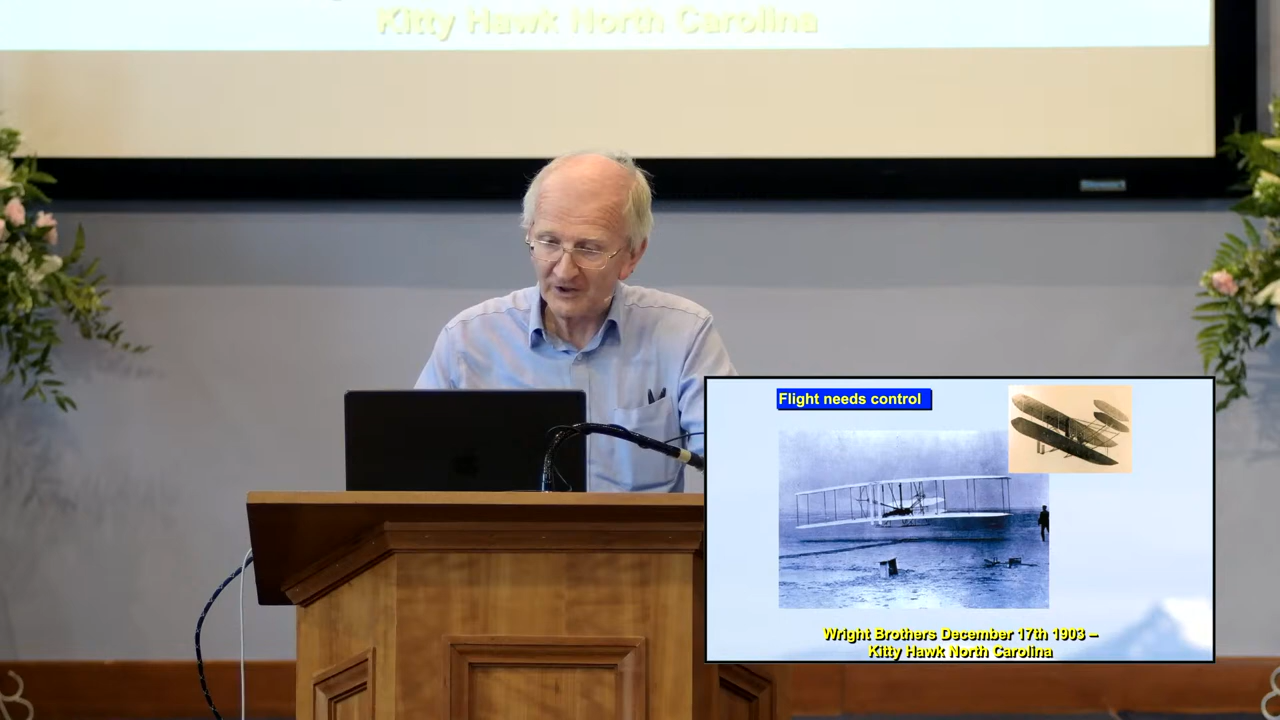 Kitty Hawk North Carolina
Flight needs control
Wright Brothers December 17th 1903 –
Kitty Hawk North Carolina